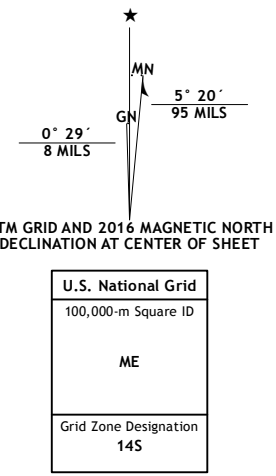 MN
GN
5° 20´
95 MILS
0° 29´
8 MILS
TM GRID AND 2016 MAGNETIC NORTH
DECLINATION AT CENTER OF SHEET
U.S. National Grid
100,000-m Square ID
ME
Grid Zone Designation
14S